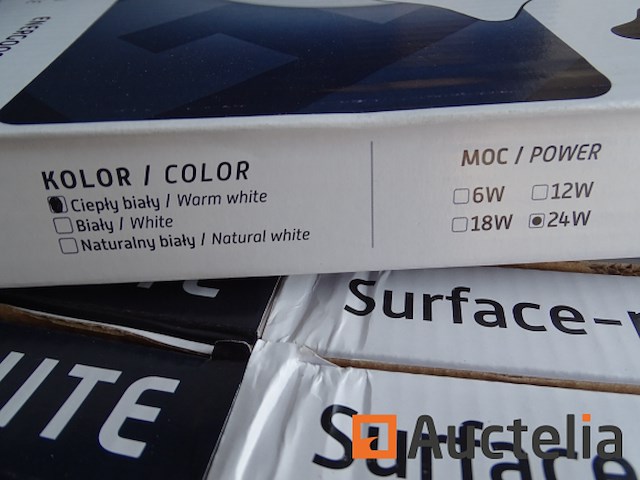 KOLOR / COLOR
Ciepły biały / Warm white
Biały / White
Naturalny biały / Natural white
MOC / POWER
6W 12W
18W 24W
Surface-
Surface
Auctelia